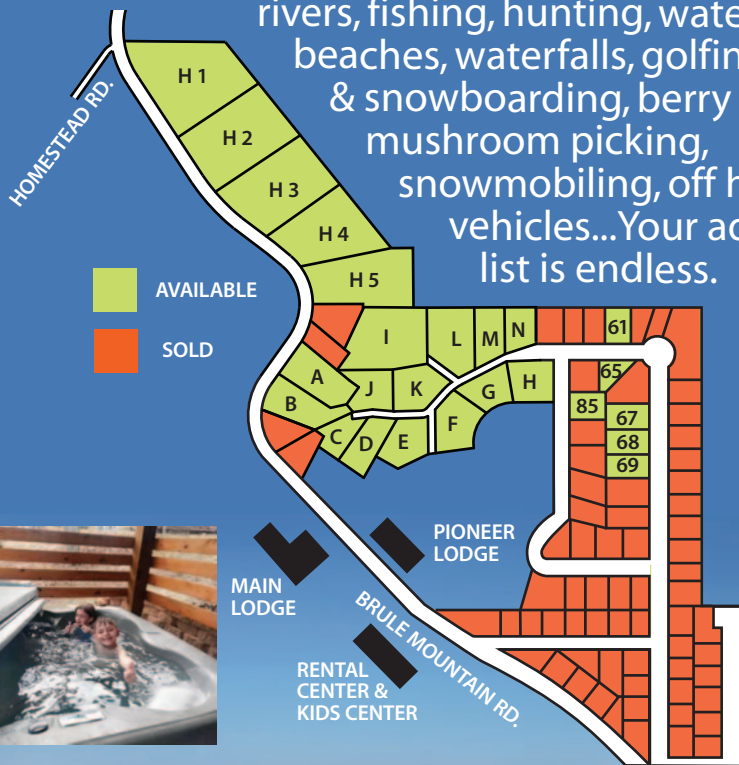 rivers, fishing, hunting,
beaches, waterfalls,
& snowboarding, berry
mushroom picking,
snowmobiling, off
vehicles...Your
list is endless.
HOMESTEAD RD.
H 1
H 2
H 3
H 4
H 5
AVAILABLE
SOLD
I
L
M
N
61
A
J
K
G
H
65
B
85
67
C
D
E
F
68
69
PIONEER
LODGE
MAIN
LODGE
BRULE MOUNTAIN RD.
RENTAL
CENTER &
KIDS CENTER